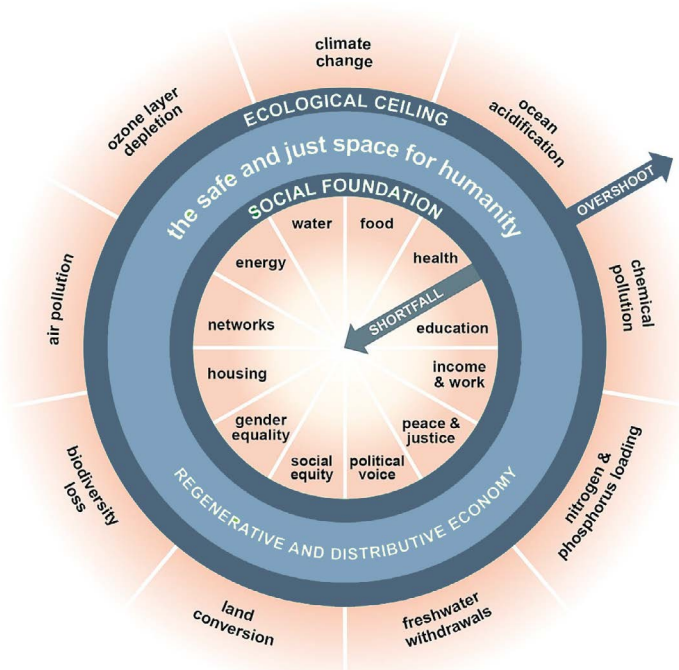 climate
change
ocean
acidification
OVERSHOOT
chemical
pollution
nitrogen &
phosphorus loading
freshwater
withdrawals
land
conversion
biodiversity
loss
air pollution
ozone layer
depletion
ECOLOGICAL CEILING
the safe and just space for humanity
SOCIAL FOUNDATION
water
food
health
SHORTFALL
education
income
& work
peace &
justice
political
voice
social
equity
gender
equality
housing
networks
energy
REGENERATIVE AND DISTRIBUTIVE ECONOMY